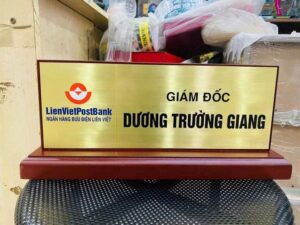 LienVietPostBank
NGÂN HÀNG BƯU ĐIỆN LIÊN VIỆT
GIÁM ĐỐC
DƯƠNG TRƯỜNG GIANG